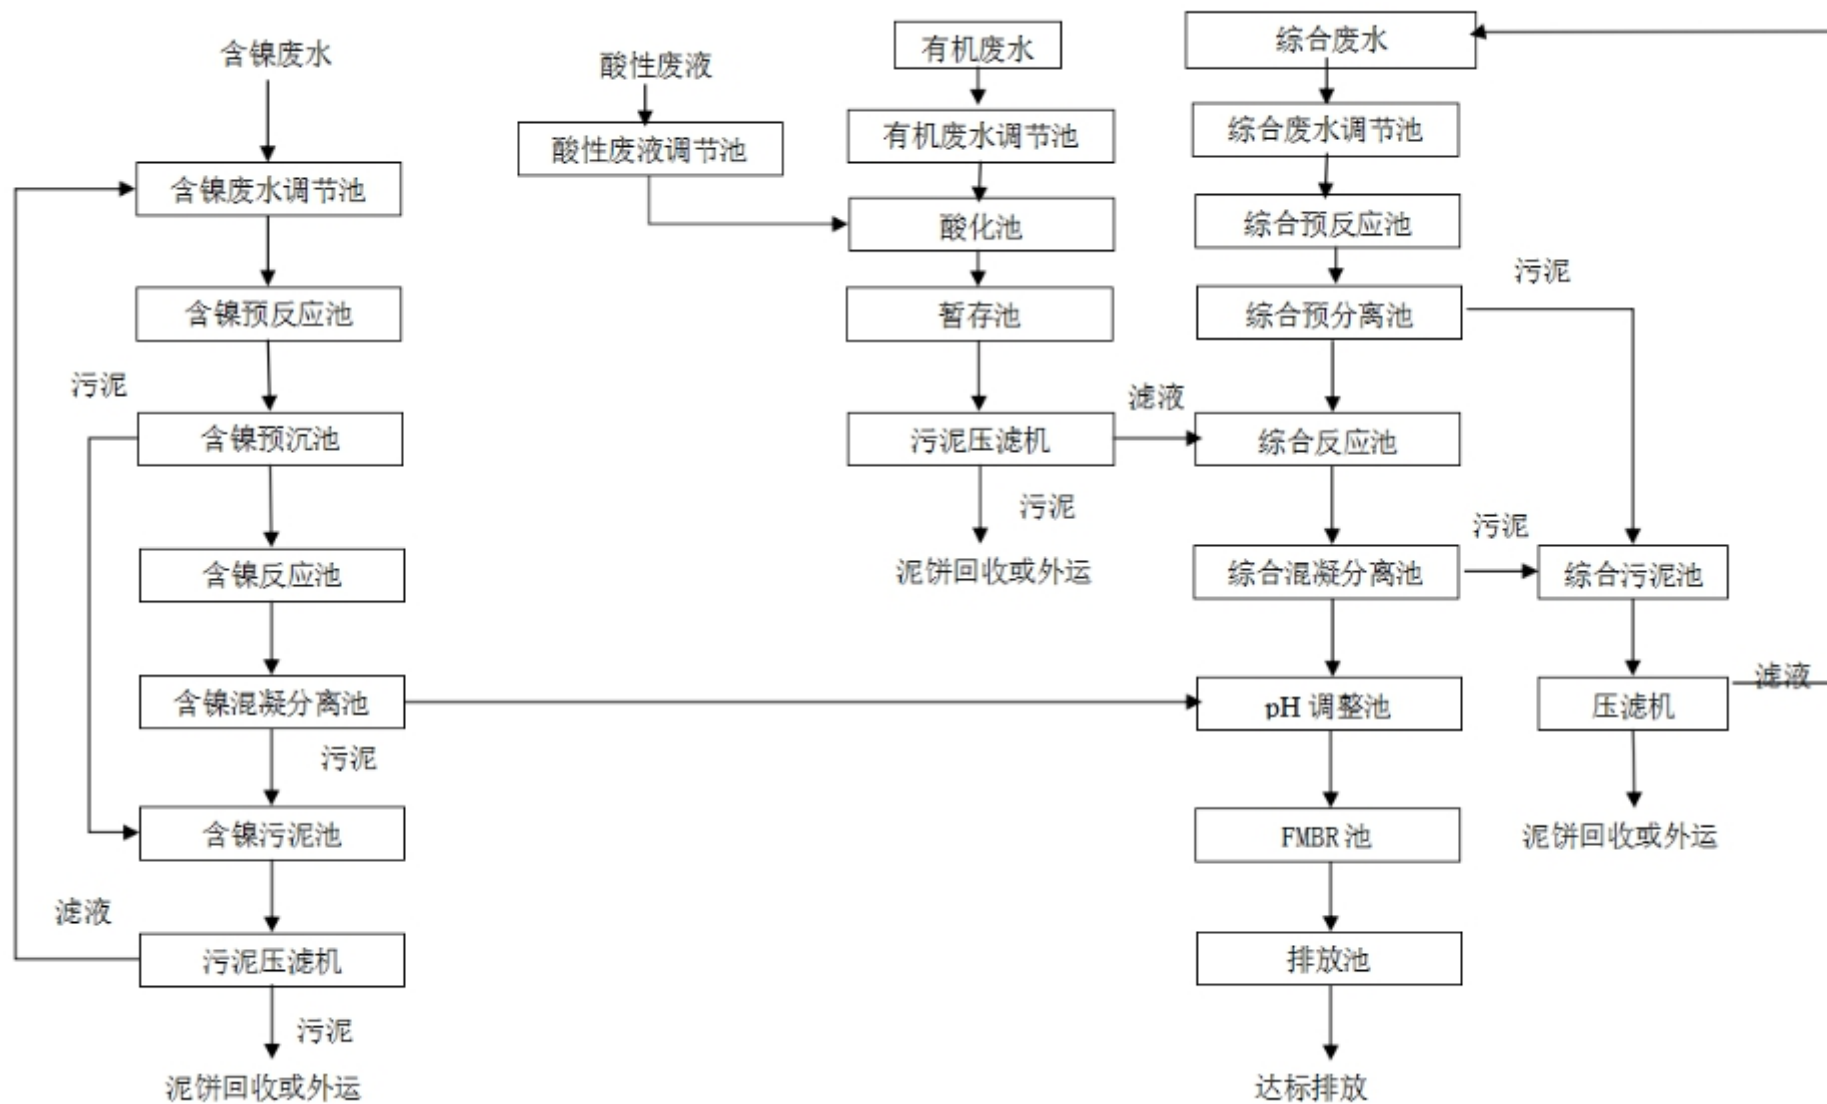 含镍废水
酸性废液
有机废水
综合废水
酸性废液调节池
有机废水调节池
综合废水调节池
含镍废水调节池
酸化池
综合预反应池
污泥
含镍预反应池
暂存池
综合预分离池
污泥
滤液
含镍预沉池
污泥压滤机
综合反应池
污泥
污泥
含镍反应池
泥饼回收或外运
综合混凝分离池
综合污泥池
滤液
含镍混凝分离池
pH 调整池
压滤机
污泥
含镍污泥池
FMBR 池
泥饼回收或外运
滤液
污泥压滤机
排放池
污泥
泥饼回收或外运
达标排放